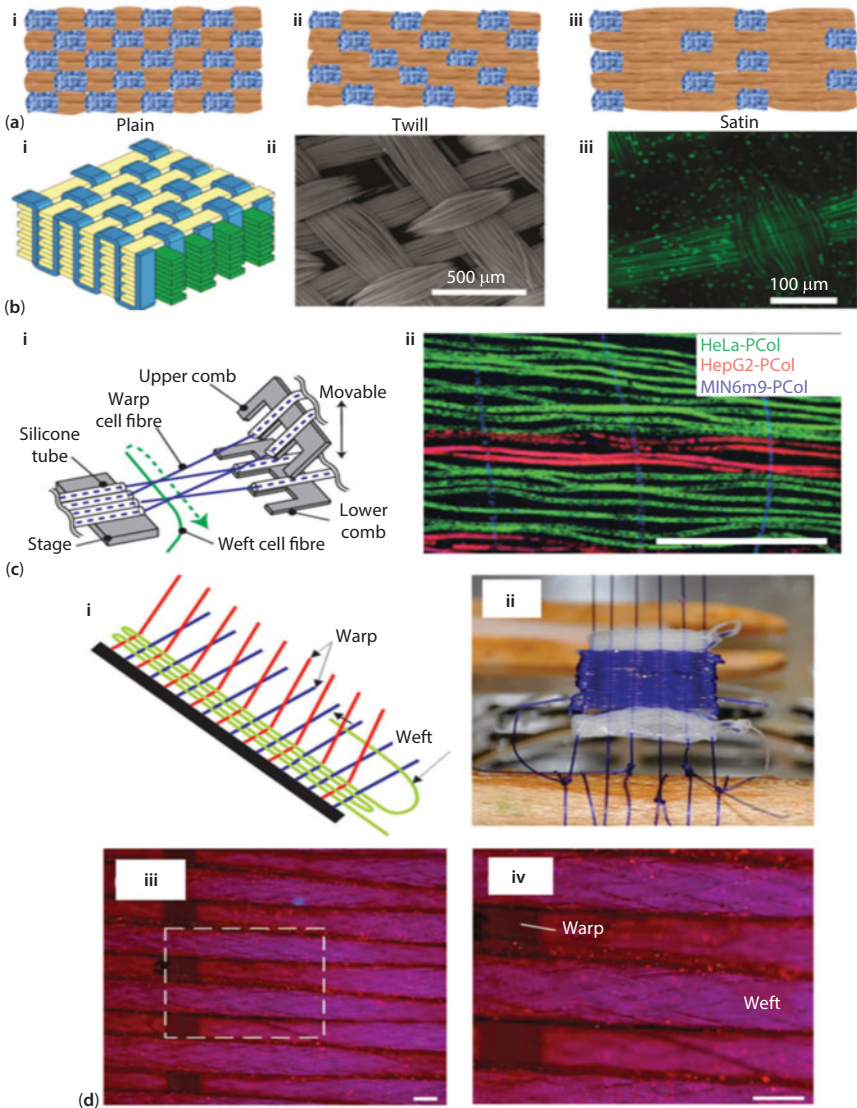 i
ii
iii
(a)
Plain
Twill
Satin
i
ii
iii
500 μm
100 μm
(b)
i
Upper comb
Movable
Warp
cell fibre
Silicone
tube
Lower
comb
Stage
Weft cell fibre
ii
HeLa-PCol
HepG2-PCol
MIN6m9-PCol
(c)
i
Warp
Weft
ii
iii
iv
Warp
Weft
(d)